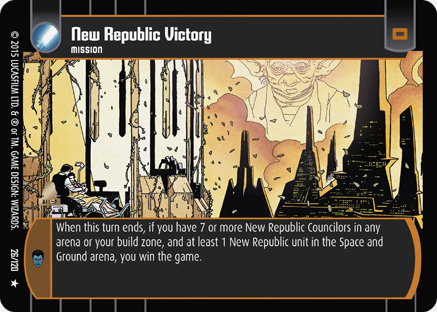 New Republic Victory
MISSION
0
When this turn ends, if you have 7 or more New Republic Councilors in any
arena or your build zone, and at least 1 New Republic unit in the Space and
Ground arena, you win the game.
© 2015 LUCASFILM LTD. & ® or TM. GAME DESIGN: WIZARDS.